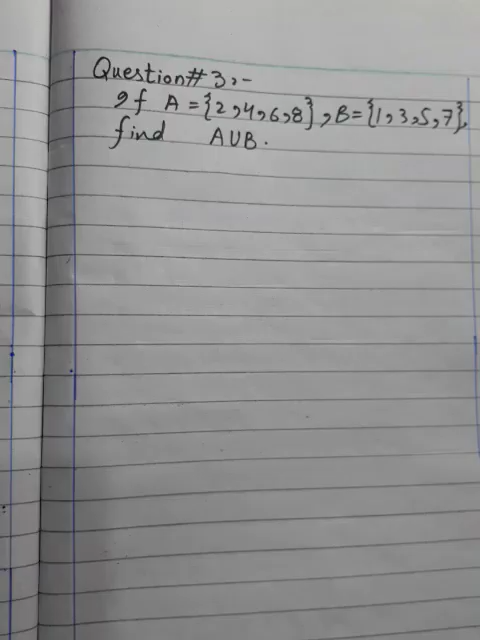 Question# 3:-
If A = {2,4,6,8}, B={1,3,5,7},
find AUB.